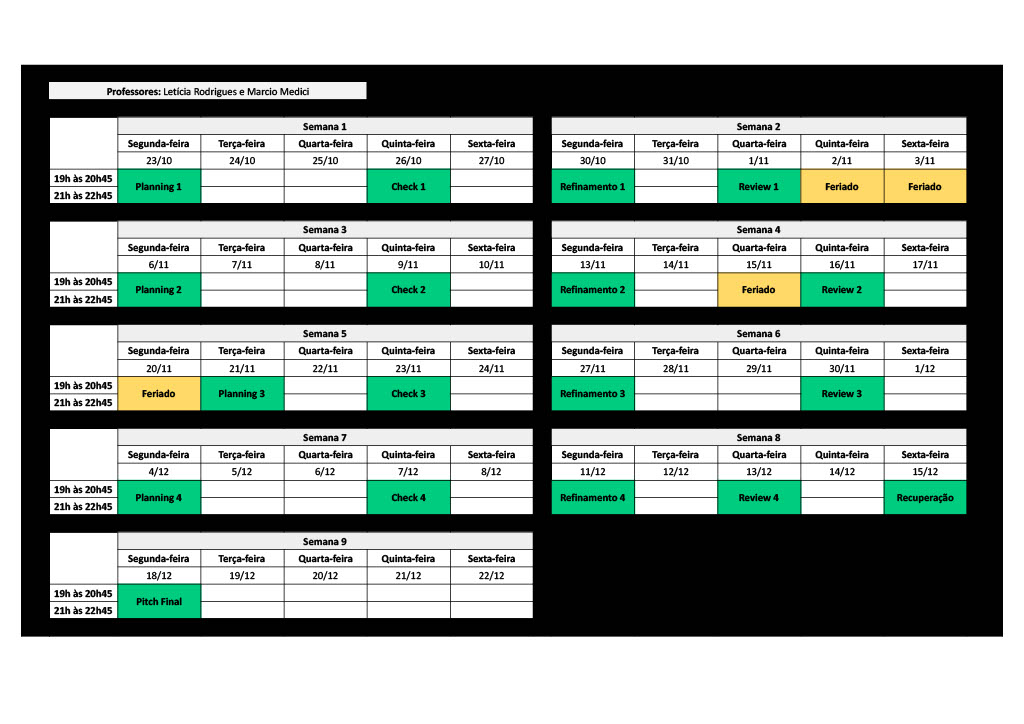 Professores: Letícia Rodrigues e Marcio Medici
Semana 1
Segunda-feira Terça-feira Quarta-feira Quinta-feira Sexta-feira
23/10 24/10 25/10 26/10 27/10
19h às 20h45
Planning 1 Check 1
21h às 22h45
Semana 2
Segunda-feira Terça-feira Quarta-feira Quinta-feira Sexta-feira
30/10 31/10 1/11 2/11 3/11
Refinamento 1 Review 1 Feriado Feriado
Semana 3
Segunda-feira Terça-feira Quarta-feira Quinta-feira Sexta-feira
6/11 7/11 8/11 9/11 10/11
19h às 20h45
Planning 2 Check 2
21h às 22h45
Semana 4
Segunda-feira Terça-feira Quarta-feira Quinta-feira Sexta-feira
13/11 14/11 15/11 16/11 17/11
Refinamento 2 Feriado Review 2
Semana 5
Segunda-feira Terça-feira Quarta-feira Quinta-feira Sexta-feira
20/11 21/11 22/11 23/11 24/11
19h às 20h45
Feriado Planning 3 Check 3
21h às 22h45
Semana 6
Segunda-feira Terça-feira Quarta-feira Quinta-feira Sexta-feira
27/11 28/11 29/11 30/11 1/12
Refinamento 3 Review 3
Semana 7
Segunda-feira Terça-feira Quarta-feira Quinta-feira Sexta-feira
4/12 5/12 6/12 7/12 8/12
19h às 20h45
Planning 4 Check 4
21h às 22h45
Semana 8
Segunda-feira Terça-feira Quarta-feira Quinta-feira Sexta-feira
11/12 12/12 13/12 14/12 15/12
Refinamento 4 Review 4 Recuperação
Semana 9
Segunda-feira Terça-feira Quarta-feira Quinta-feira Sexta-feira
18/12 19/12 20/12 21/12 22/12
19h às 20h45
Pitch Final
21h às 22h45